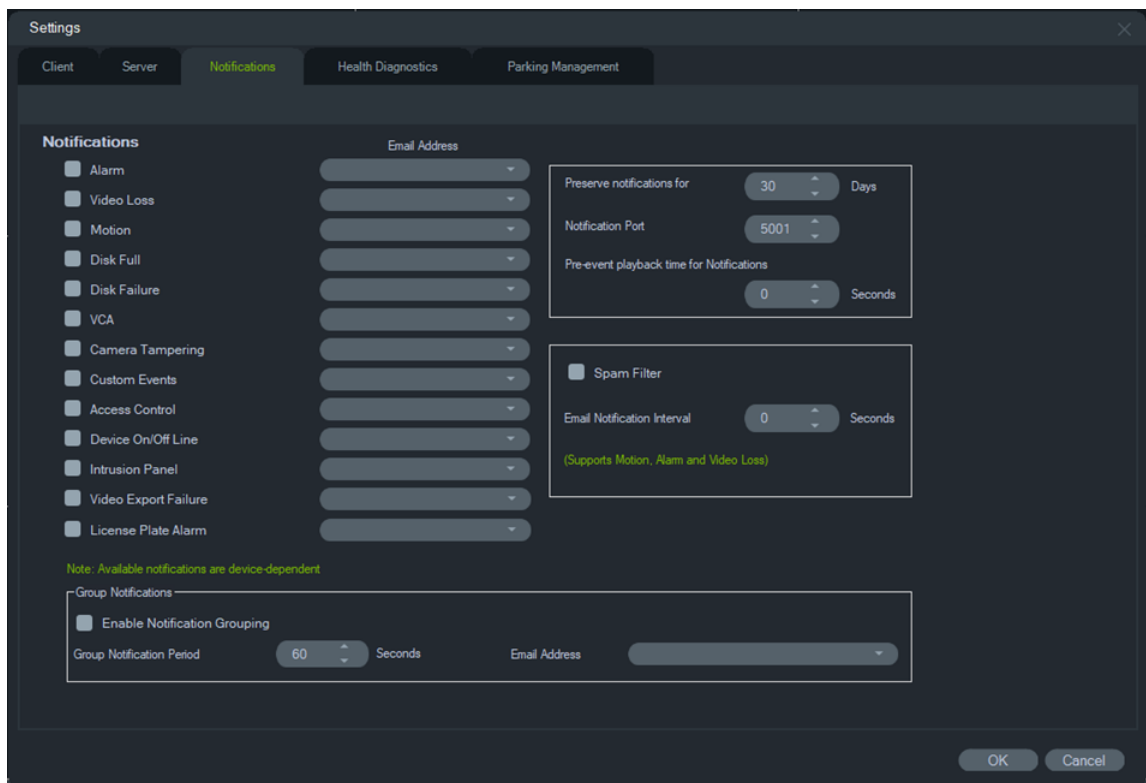 Settings
Client Server Notifications Health Diagnostics Parking Management
Notifications
Email Address
Alarm
Video Loss
Motion
Disk Full
Disk Failure
VCA
Camera Tampering
Custom Events
Access Control
Device On/Off Line
Intrusion Panel
Video Export Failure
License Plate Alarm
Preserve notifications for 30 Days
Notification Port 5001
Pre-event playback time for Notifications
0 Seconds
Spam Filter
Email Notification Interval 0 Seconds
(Supports Motion, Alarm and Video Loss)
Note: Available notifications are device-dependent
Group Notifications
Enable Notification Grouping
Group Notification Period 60 Seconds Email Address
OK Cancel